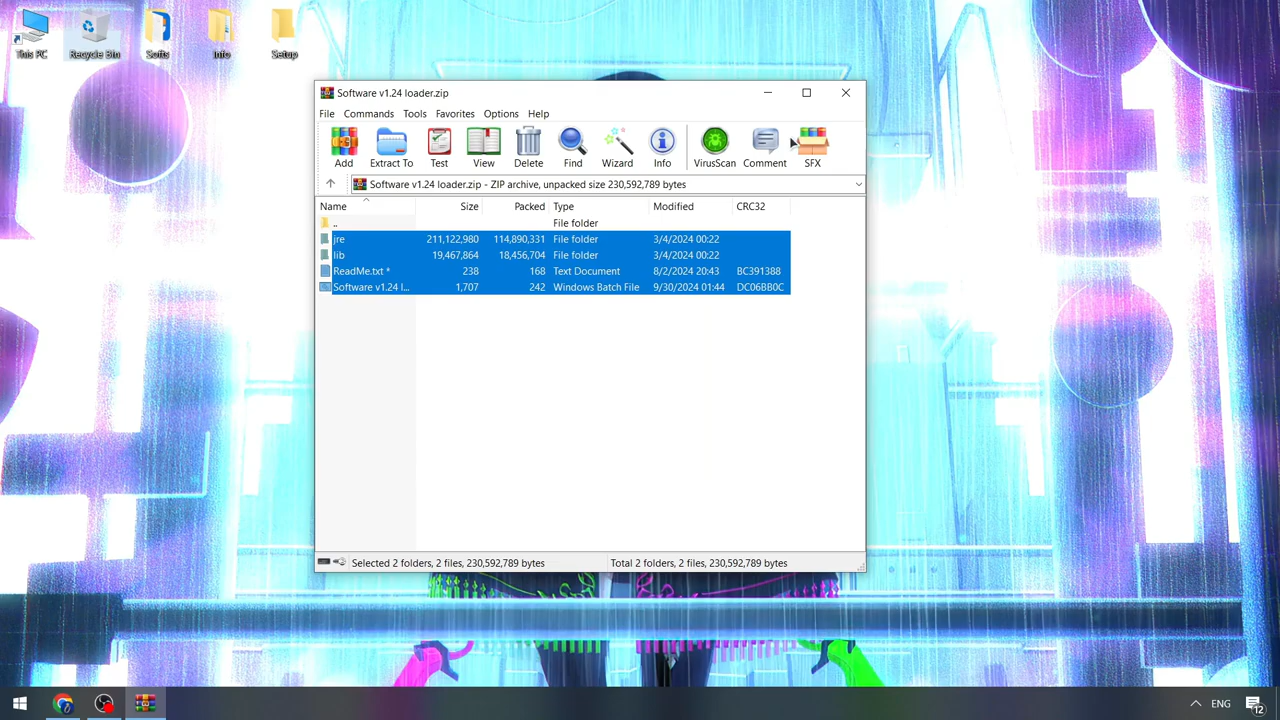 This PC
Recycle Bin
Softs
Info
Setup
Software v1.24 loader.zip
File Commands Tools Favorites Options Help
Add Extract To Test View Delete Find Wizard Info VirusScan Comment SFX
Software v1.24 loader.zip - ZIP archive, unpacked size 230,592,789 bytes
Name Size Packed Type Modified CRC32
.. File folder
jre 211,122,980 114,890,331 File folder 3/4/2024 00:22
lib 19,467,864 18,456,704 File folder 3/4/2024 00:22
ReadMe.txt * 238 168 Text Document 8/2/2024 20:43 BC391388
Software v1.24 l... 1,707 242 Windows Batch File 9/30/2024 01:44 DC06BB0C
Selected 2 folders, 2 files, 230,592,789 bytes
Total 2 folders, 2 files, 230,592,789 bytes
ENG
12